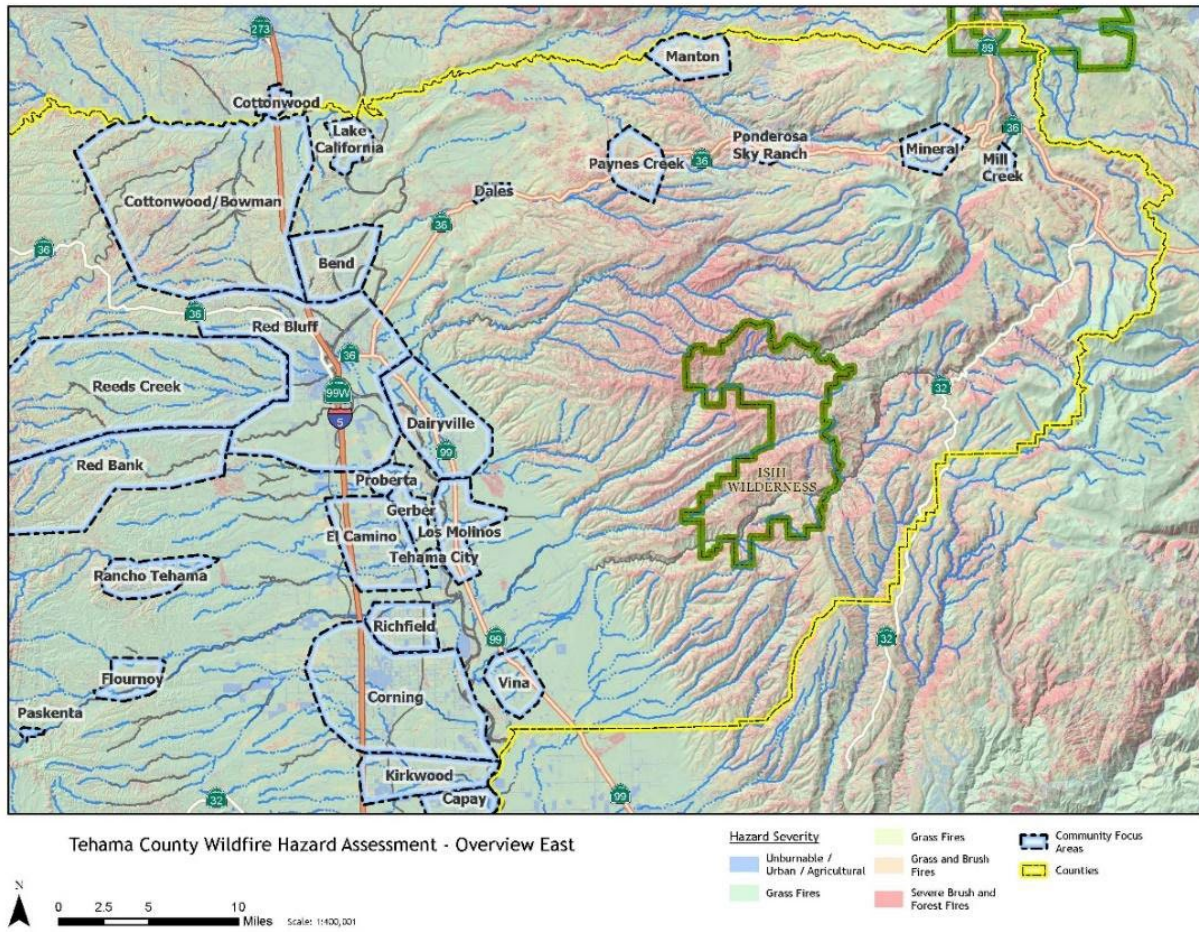 273
89
Manton
Cottonwood
Lake
California
36
Ponderosa
Sky Ranch
Mineral
Paynes Creek
36
Mill
Creek
Dales
Cottonwood/Bowman
36
36
Bend
36
Red Bluff
36
Reeds Creek
99W
32
5
Dairyville
99
Red Bank
ISHI
WILDERNESS
Proberta
Gerber
El Camino
Los Molinos
Tehama City
Rancho Tehama
Richfield
99
32
Flournoy
Vina
Corning
Paskenta
Kirkwood
32
Capay
99
Tehama County Wildfire Hazard Assessment - Overview East
Hazard Severity
Unburnable /
Urban / Agricultural
Grass Fires
Grass Fires
Grass and Brush
Fires
Severe Brush and
Forest Fires
Community Focus
Areas
Counties
N
0 2.5 5 10
Miles Scale: 1:400,001